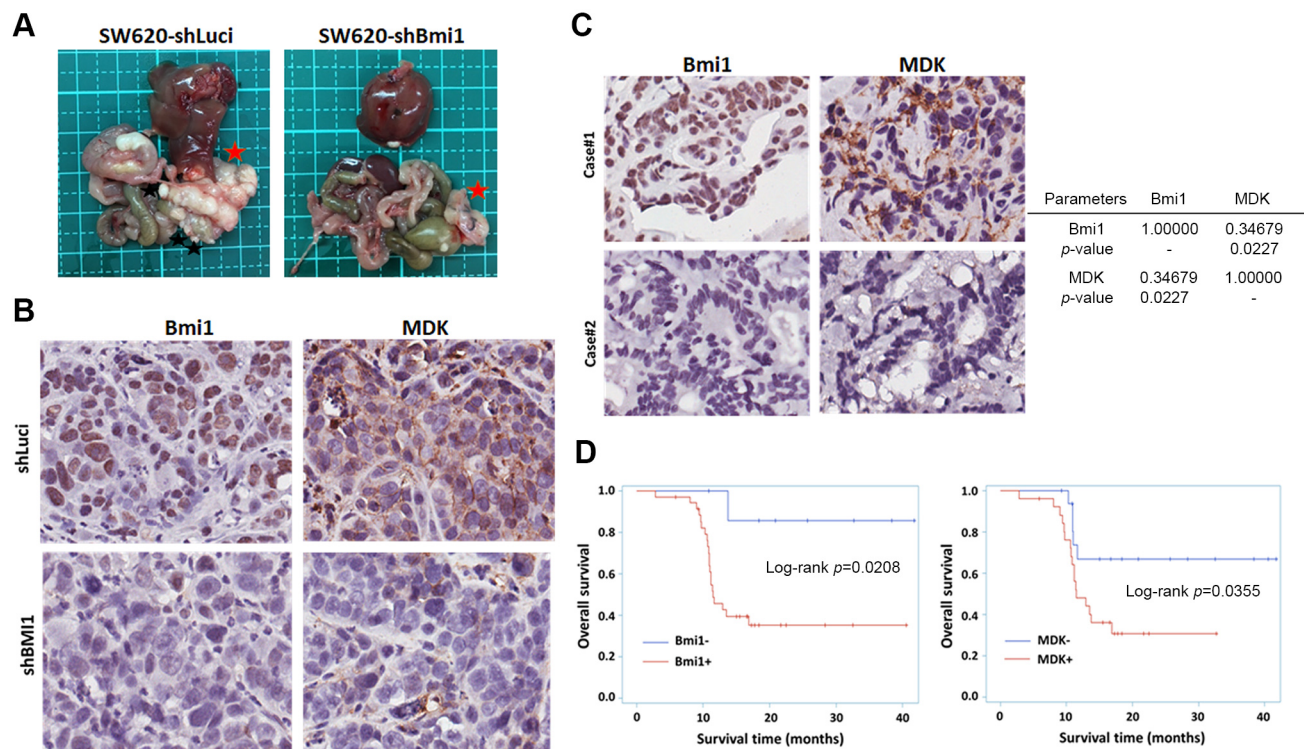 A
SW620-shLuci
SW620-shBmi1
B
Bmi1
MDK
shLuci
shBMI1
C
Bmi1
MDK
Case#1
Case#2
Parameters Bmi1 MDK
Bmi1 1.00000 0.34679
p-value - 0.0227
MDK 0.34679 1.00000
p-value 0.0227 -
D
Overall survival
1.0
0.8
0.6
0.4
0.2
0.0
Log-rank p=0.0208
Bmi1-
Bmi1+
0 10 20 30 40
Survival time (months)
Overall survival
1.0
0.8
0.6
0.4
0.2
0.0
Log-rank p=0.0355
MDK-
MDK+
0 10 20 30 40
Survival time (months)